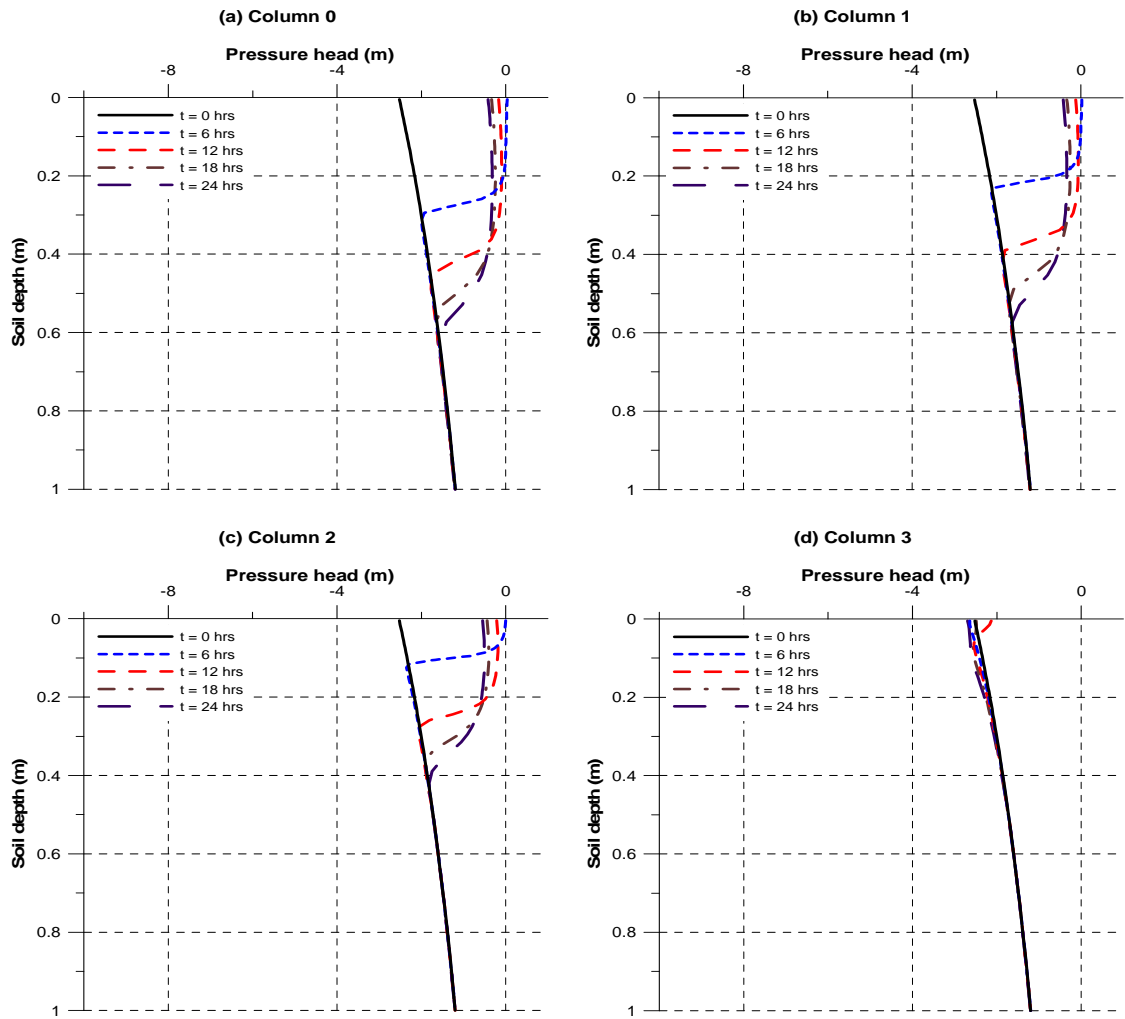 (a) Column 0
Pressure head (m)
-8 -4 0
0
0.2
0.4
0.6
0.8
1
Soil depth (m)
t = 0 hrs
t = 6 hrs
t = 12 hrs
t = 18 hrs
t = 24 hrs
(b) Column 1
Pressure head (m)
-8 -4 0
0
0.2
0.4
0.6
0.8
1
Soil depth (m)
t = 0 hrs
t = 6 hrs
t = 12 hrs
t = 18 hrs
t = 24 hrs
(c) Column 2
Pressure head (m)
-8 -4 0
0
0.2
0.4
0.6
0.8
1
Soil depth (m)
t = 0 hrs
t = 6 hrs
t = 12 hrs
t = 18 hrs
t = 24 hrs
(d) Column 3
Pressure head (m)
-8 -4 0
0
0.2
0.4
0.6
0.8
1
Soil depth (m)
t = 0 hrs
t = 6 hrs
t = 12 hrs
t = 18 hrs
t = 24 hrs